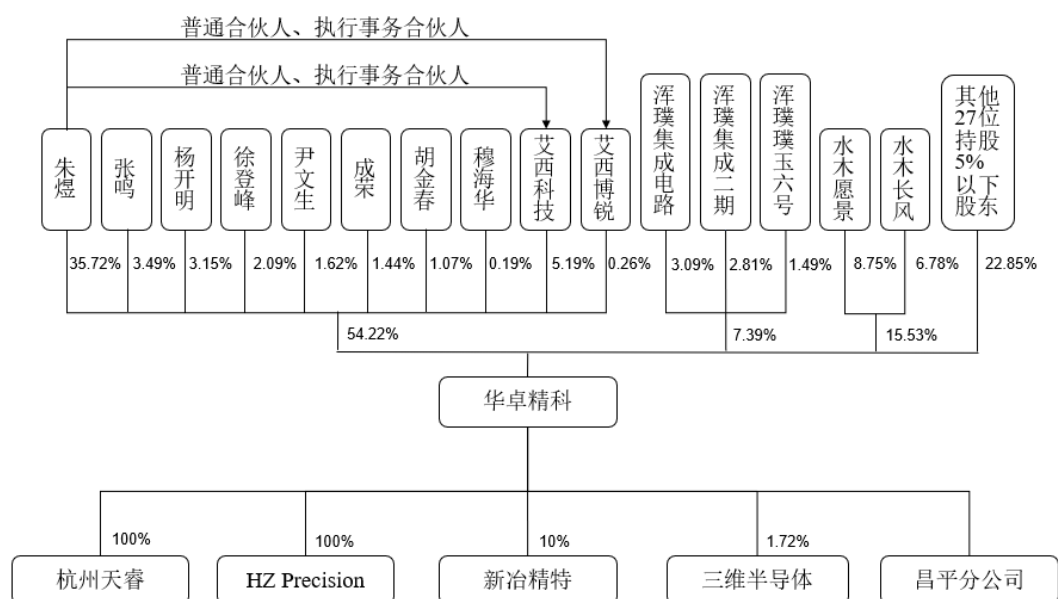 普通合伙人、执行事务合伙人
普通合伙人、执行事务合伙人
朱煜
张鸣
杨开明
徐登峰
尹文生
成荣
胡金春
穆海华
艾西科技
艾西博锐
浑璞集成电路
浑璞集成二期
浑璞璞玉六号
水木愿景
水木长风
其他
27位
持股
5%
以下
股东
35.72%
3.49%
3.15%
2.09%
1.62%
1.44%
1.07%
0.19%
5.19%
0.26%
3.09%
2.81%
1.49%
8.75%
6.78%
22.85%
54.22%
7.39%
15.53%
华卓精科
100%
100%
10%
1.72%
杭州天睿
HZ Precision
新冶精特
三维半导体
昌平分公司